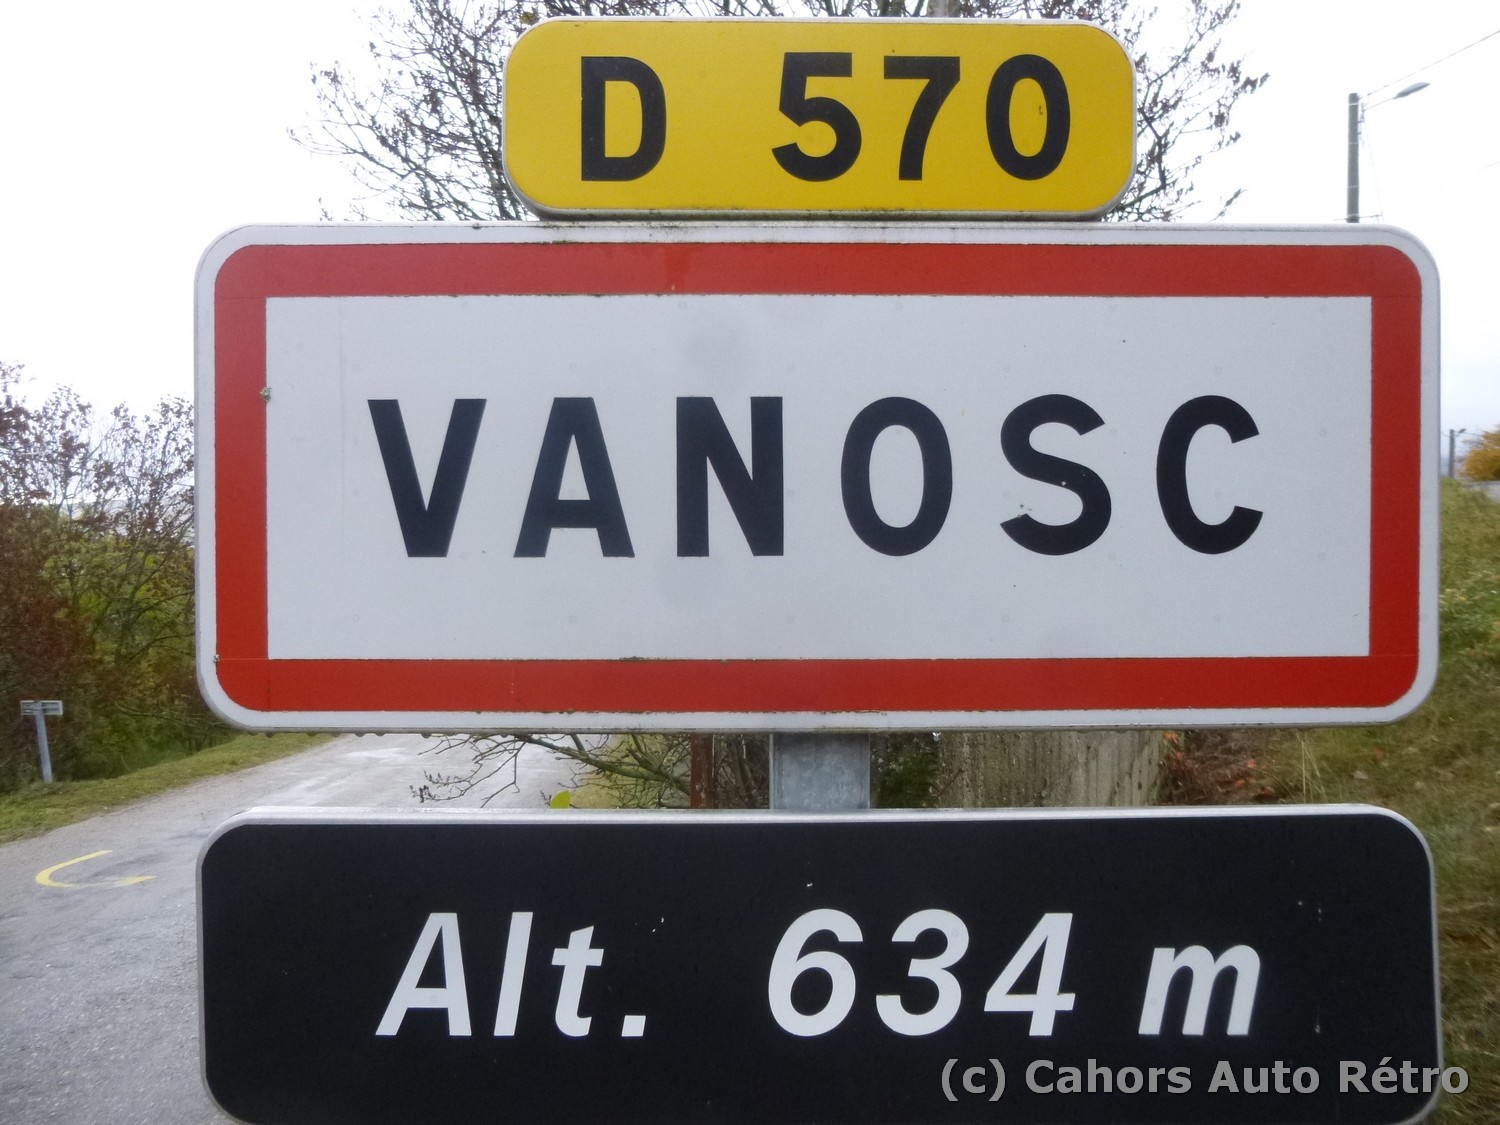 D 570
VANOSC
Alt. 634 m
(c) Cahors Auto Rétro